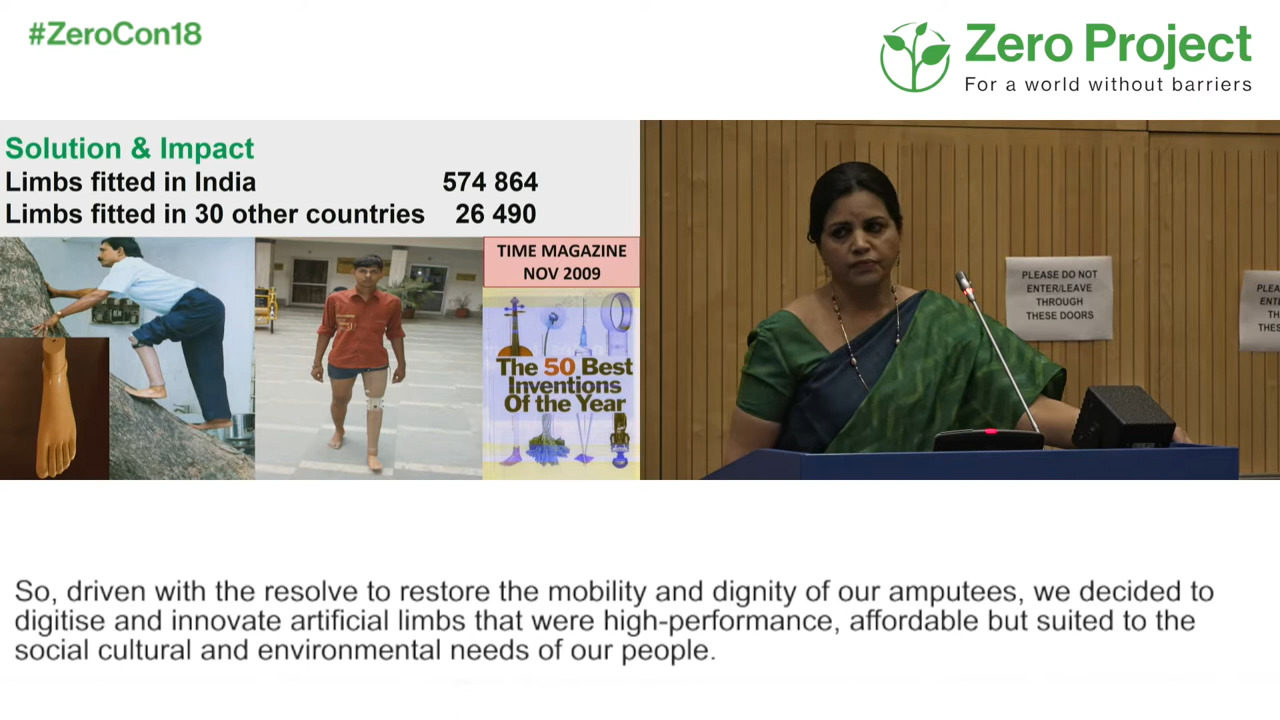 #ZeroCon18
Zero Project
For a world without barriers
Solution & Impact
Limbs fitted in India 574 864
Limbs fitted in 30 other countries 26 490
TIME MAGAZINE
NOV 2009
The 50 Best
Inventions
Of the Year
PLEASE DO NOT
ENTER/LEAVE
THROUGH
THESE DOORS
PLEA
ENTE
TH
THES
So, driven with the resolve to restore the mobility and dignity of our amputees, we decided to
digitise and innovate artificial limbs that were high-performance, affordable but suited to the
social cultural and environmental needs of our people.